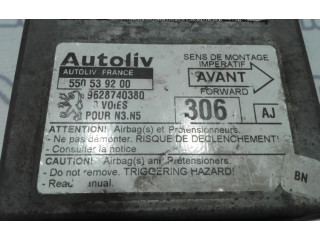 Autoliv
AUTOLIV FRANCE
550 53 92 00
9628740380
VOIES
POUR N3.N5
SENS DE MONTAGE
IMPERATIF
AVANT
FORWARD
306
AJ
ATTENTION! Airbag(s) et Prétensionneurs.
- Ne pas démonter. RISQUE DE DECLENCHEMENT!
- Consulter la notice
CAUTION! Airbag(s) and Pretensioners.
- Do not remove. TRIGGERING HAZARD!
- Read manual.
BN